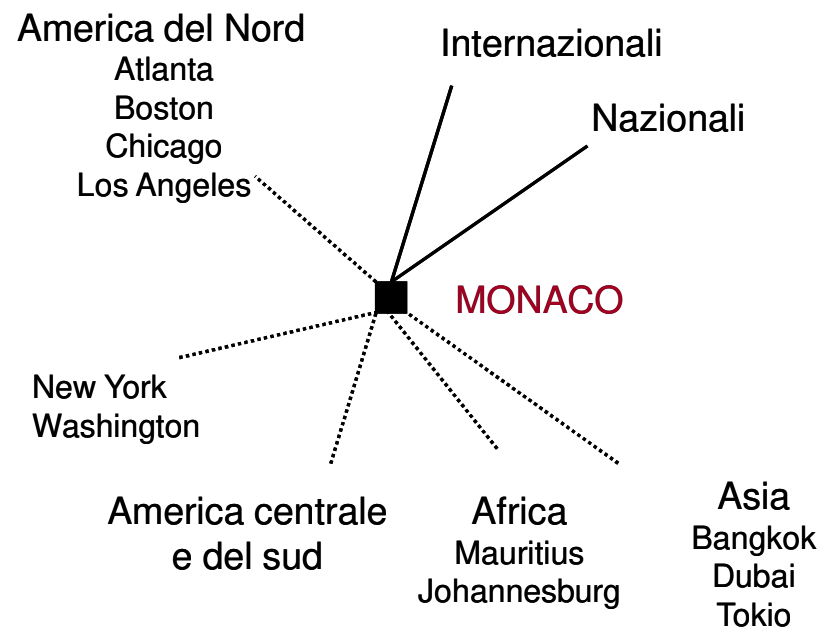 America del Nord
Atlanta
Boston
Chicago
Los Angeles
Internazionali
Nazionali
MONACO
New York
Washington
America centrale
e del sud
Africa
Mauritius
Johannesburg
Asia
Bangkok
Dubai
Tokio